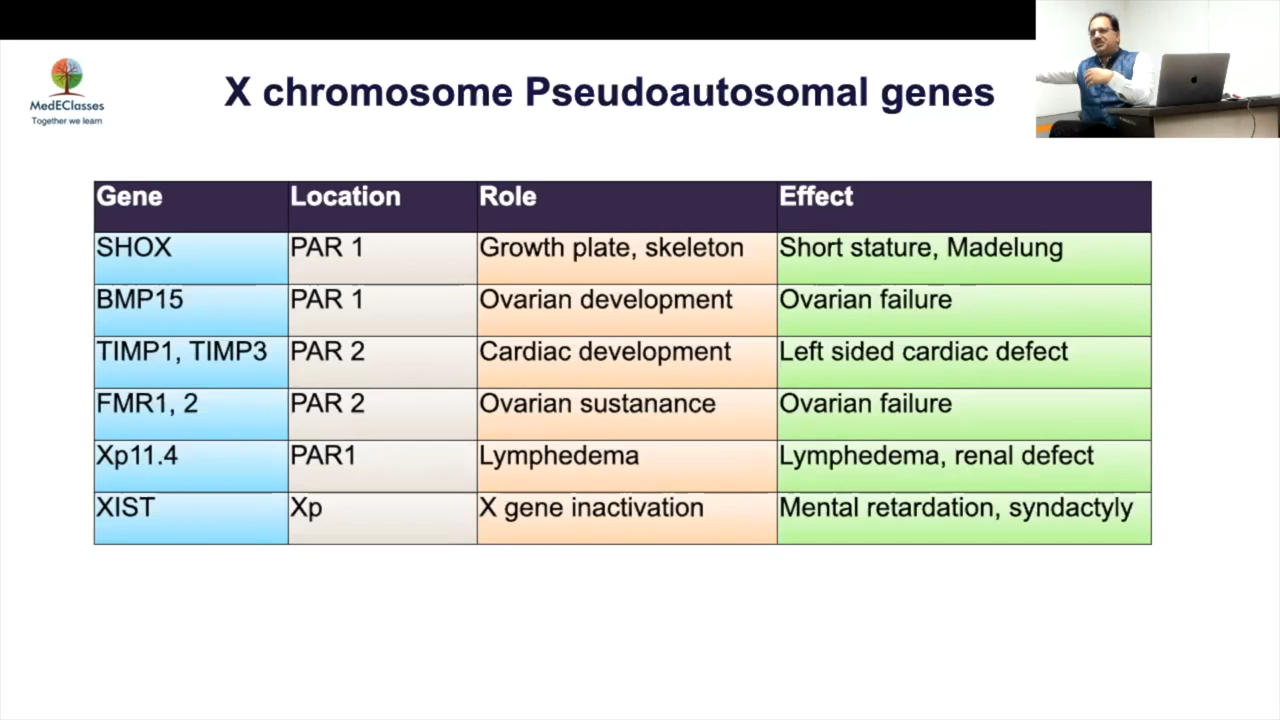 MedEClasses
Together we learn
X chromosome Pseudoautosomal genes
Gene Location Role Effect
SHOX PAR 1 Growth plate, skeleton Short stature, Madelung
BMP15 PAR 1 Ovarian development Ovarian failure
TIMP1, TIMP3 PAR 2 Cardiac development Left sided cardiac defect
FMR1, 2 PAR 2 Ovarian sustanance Ovarian failure
Xp11.4 PAR1 Lymphedema Lymphedema, renal defect
XIST Xp X gene inactivation Mental retardation, syndactyly